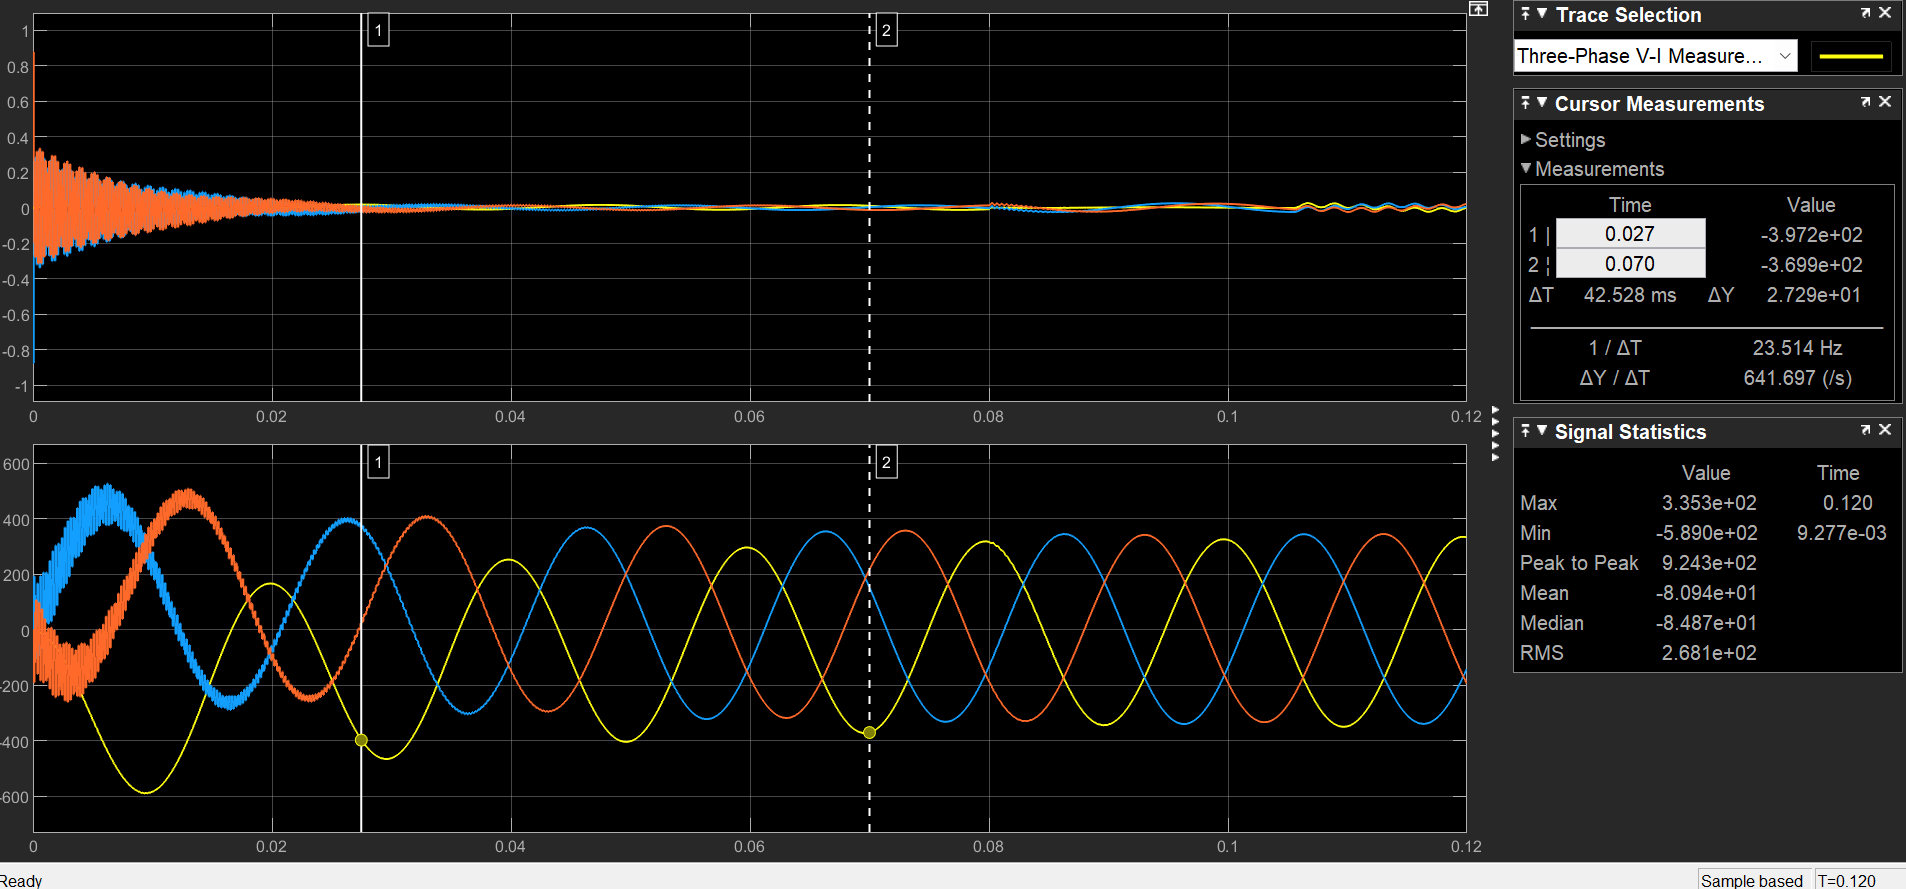 1
0.8
0.6
0.4
0.2
0
-0.2
-0.4
-0.6
-0.8
-1
1
2
0 0.02 0.04 0.06 0.08 0.1 0.12
600
400
200
0
-200
-400
-600
1
2
0 0.02 0.04 0.06 0.08 0.1 0.12
Trace Selection
Three-Phase V-I Measure...
Cursor Measurements
Settings
Measurements
Time Value
1 | 0.027 -3.972e+02
2 ¦ 0.070 -3.699e+02
ΔT 42.528 ms ΔY 2.729e+01
1 / ΔT 23.514 Hz
ΔY / ΔT 641.697 (/s)
Signal Statistics
Value Time
Max 3.353e+02 0.120
Min -5.890e+02 9.277e-03
Peak to Peak 9.243e+02
Mean -8.094e+01
Median -8.487e+01
RMS 2.681e+02
Ready Sample based T=0.120